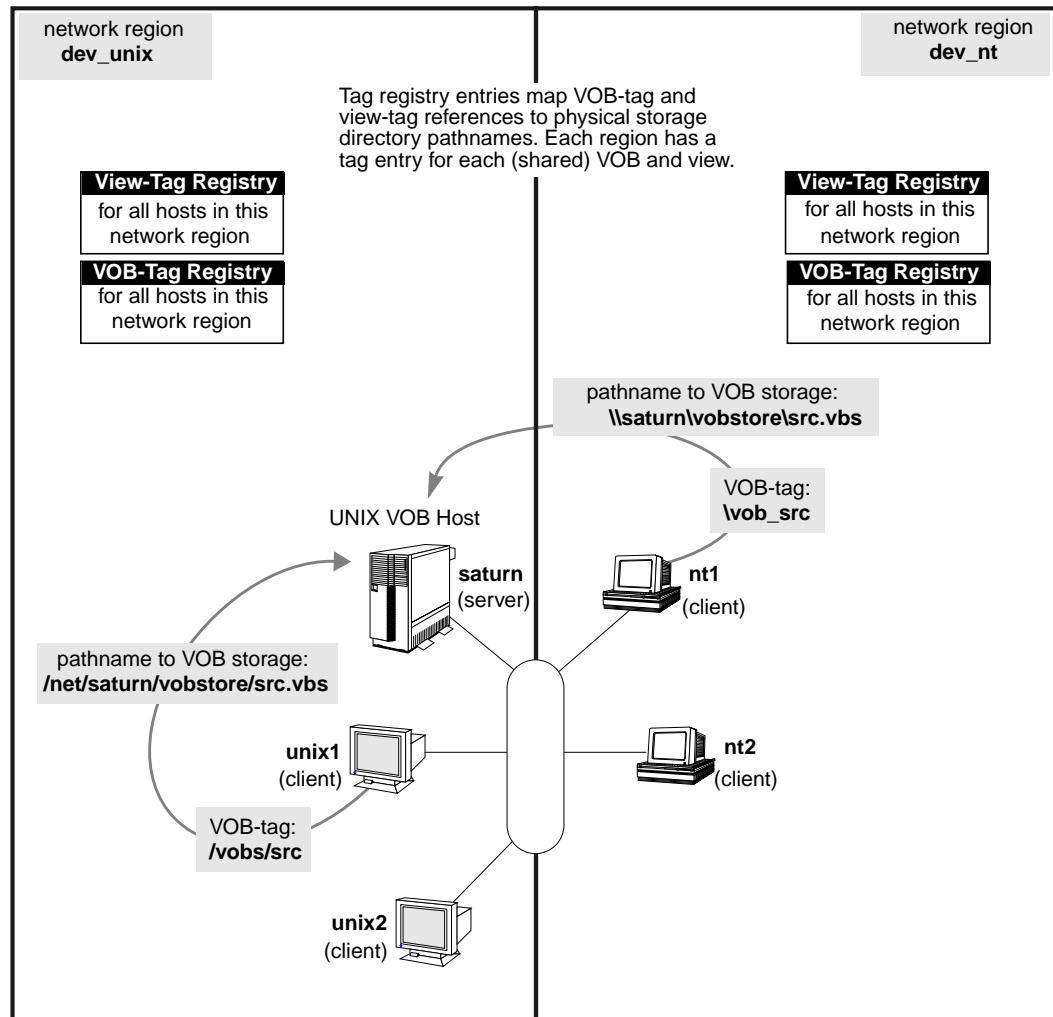 network region
dev_unix
network region
dev_nt
Tag registry entries map VOB-tag and
view-tag references to physical storage
directory pathnames. Each region has a
tag entry for each (shared) VOB and view.
View-Tag Registry
for all hosts in this
network region
VOB-Tag Registry
for all hosts in this
network region
View-Tag Registry
for all hosts in this
network region
VOB-Tag Registry
for all hosts in this
network region
pathname to VOB storage:
\\saturn\vobstore\src.vbs
VOB-tag:
\vob_src
UNIX VOB Host
saturn
(server)
nt1
(client)
pathname to VOB storage:
/net/saturn/vobstore/src.vbs
unix1
(client)
nt2
(client)
VOB-tag:
/vobs/src
unix2
(client)